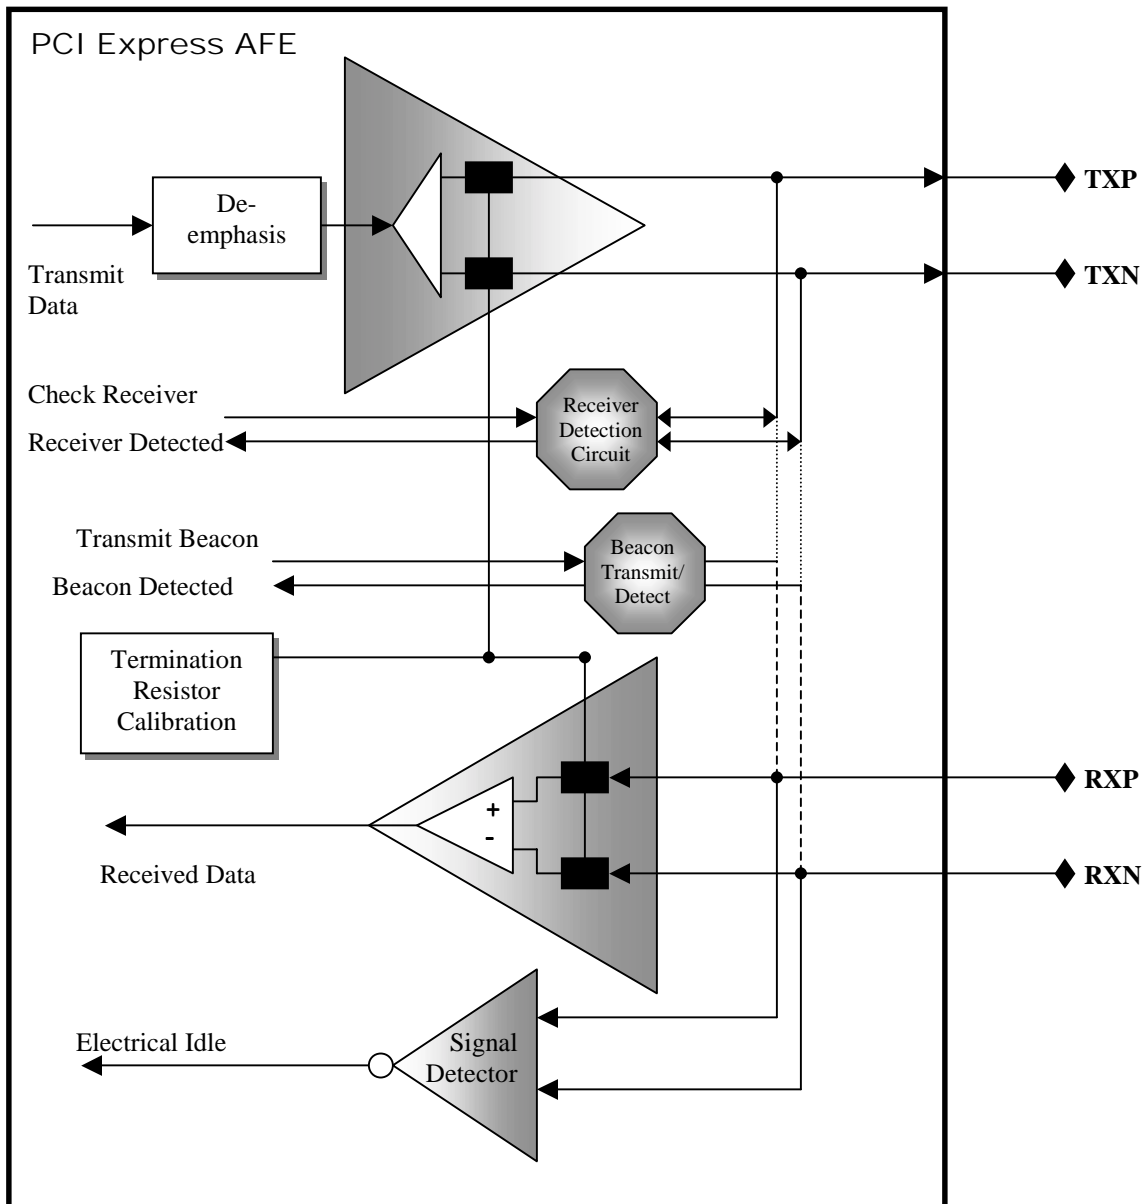 PCI Express AFE
De-
emphasis
Transmit
Data
TXP
TXN
Check Receiver
Receiver Detected
Receiver
Detection
Circuit
Transmit Beacon
Beacon Detected
Beacon
Transmit/
Detect
Termination
Resistor
Calibration
+
-
Received Data
RXP
RXN
Electrical Idle
Signal
Detector